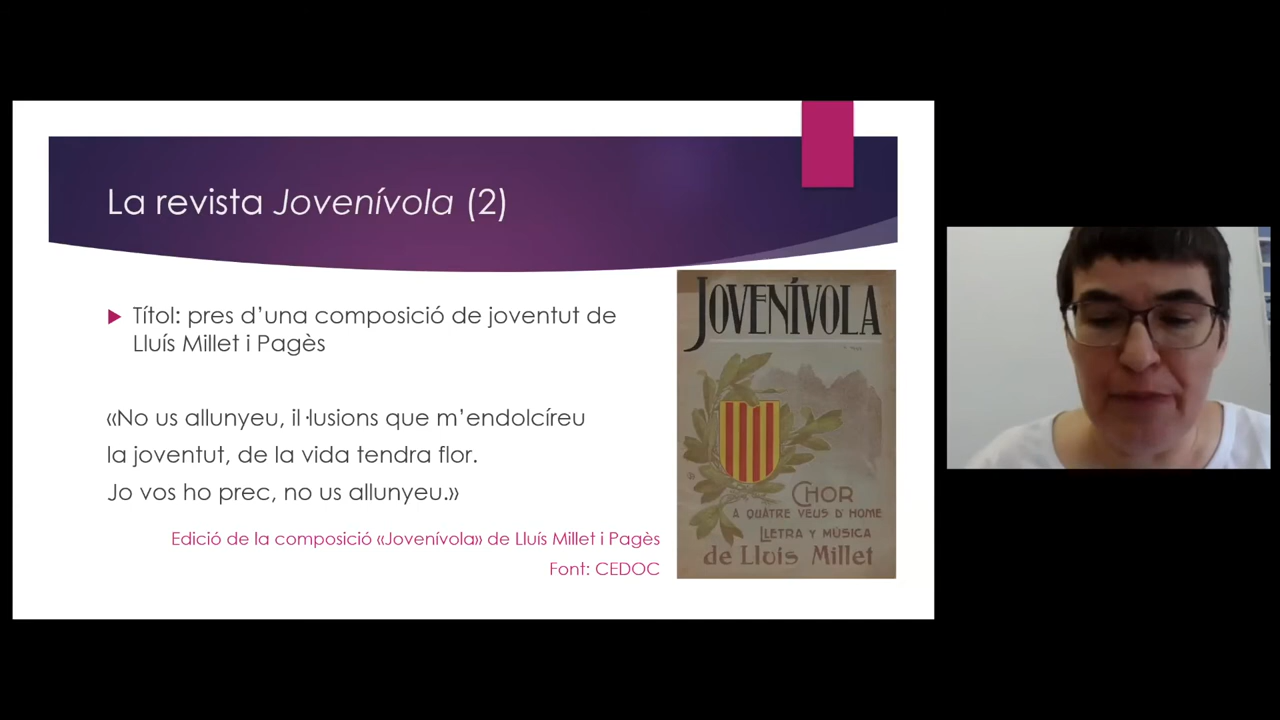 La revista Jovenívola (2)
Títol: pres d'una composició de joventut de
Lluís Millet i Pagès
«No us allunyeu, il·lusions que m'endolcíreu
la joventut, de la vida tendra flor.
Jo vos ho prec, no us allunyeu.»
Edició de la composició «Jovenívola» de Lluís Millet i Pagès
Font: CEDOC
JOVENÍVOLA
CHOR
A QUATRE VEUS D' HOME
LLETRA Y MÚSICA
de Lluis Millet